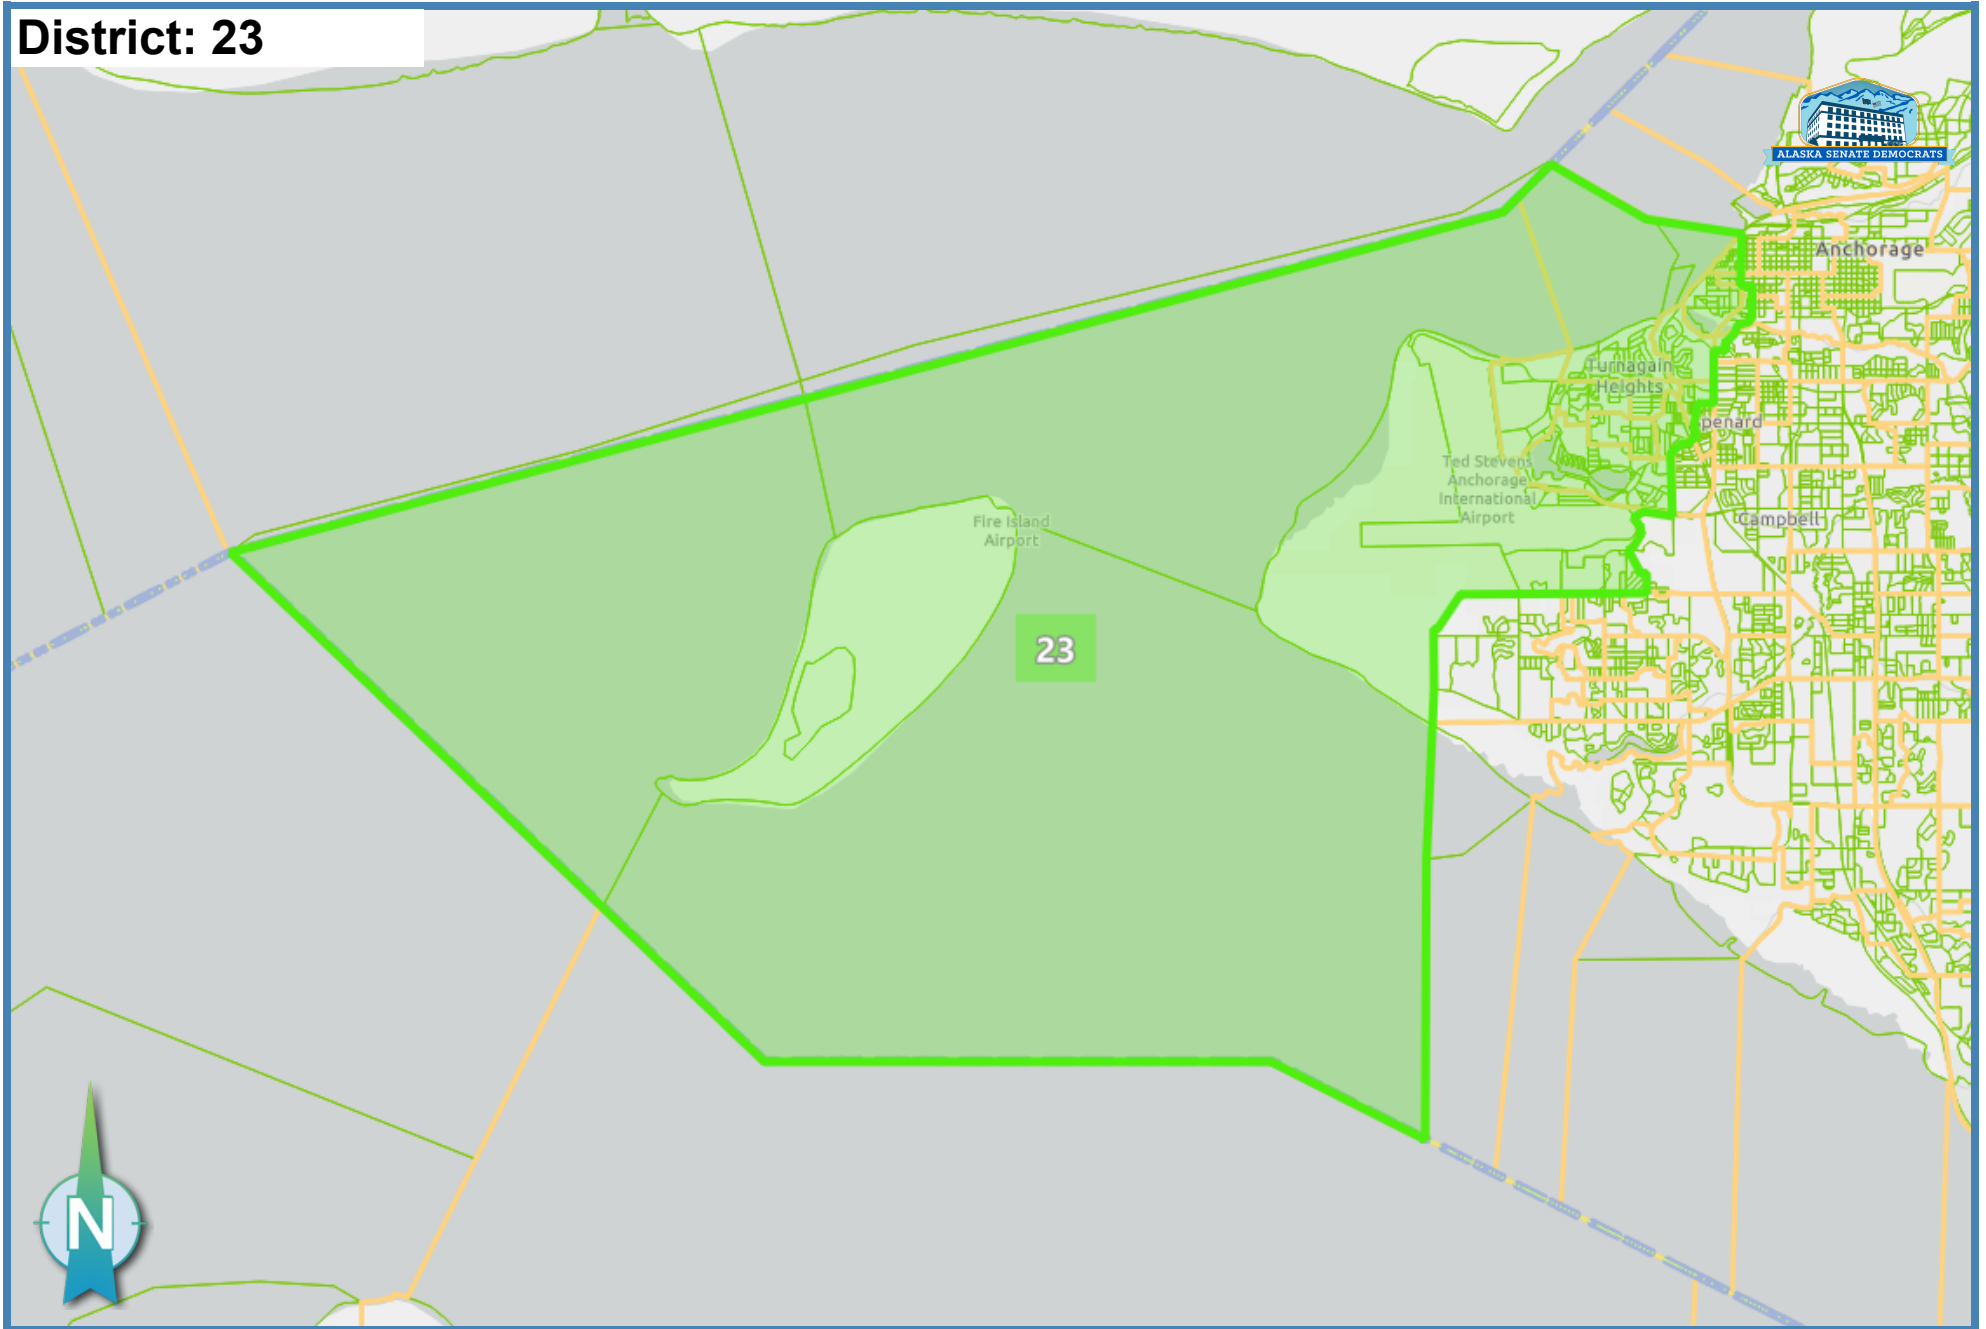 District: 23
ALASKA SENATE DEMOCRATS
Anchorage
Turnagain
Heights
penard
Ted Stevens
Anchorage
International
Airport
Campbell
Fire Island
Airport
23
N